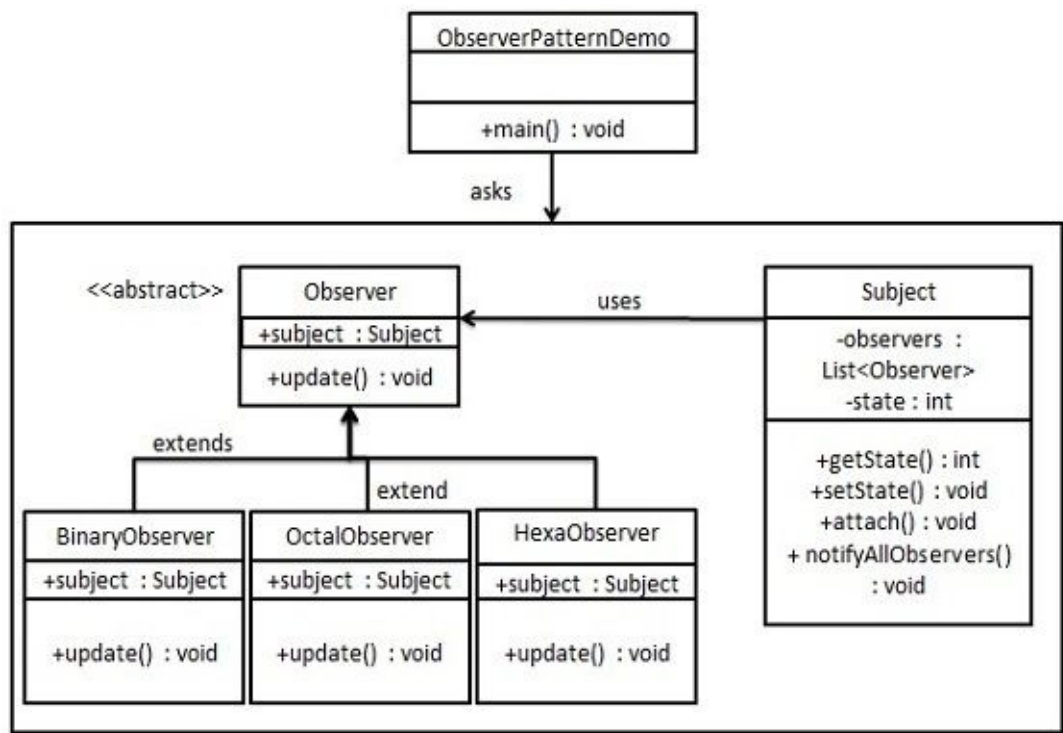 ObserverPatternDemo
+main() : void
asks
<<abstract>>
Observer
+subject : Subject
+update() : void
uses
Subject
-observers :
List<Observer>
-state : int
+getState() : int
+setState() : void
+attach() : void
+ notifyAllObservers()
: void
extends
extend
BinaryObserver
+subject : Subject
+update() : void
OctalObserver
+subject : Subject
+update() : void
HexaObserver
+subject : Subject
+update() : void